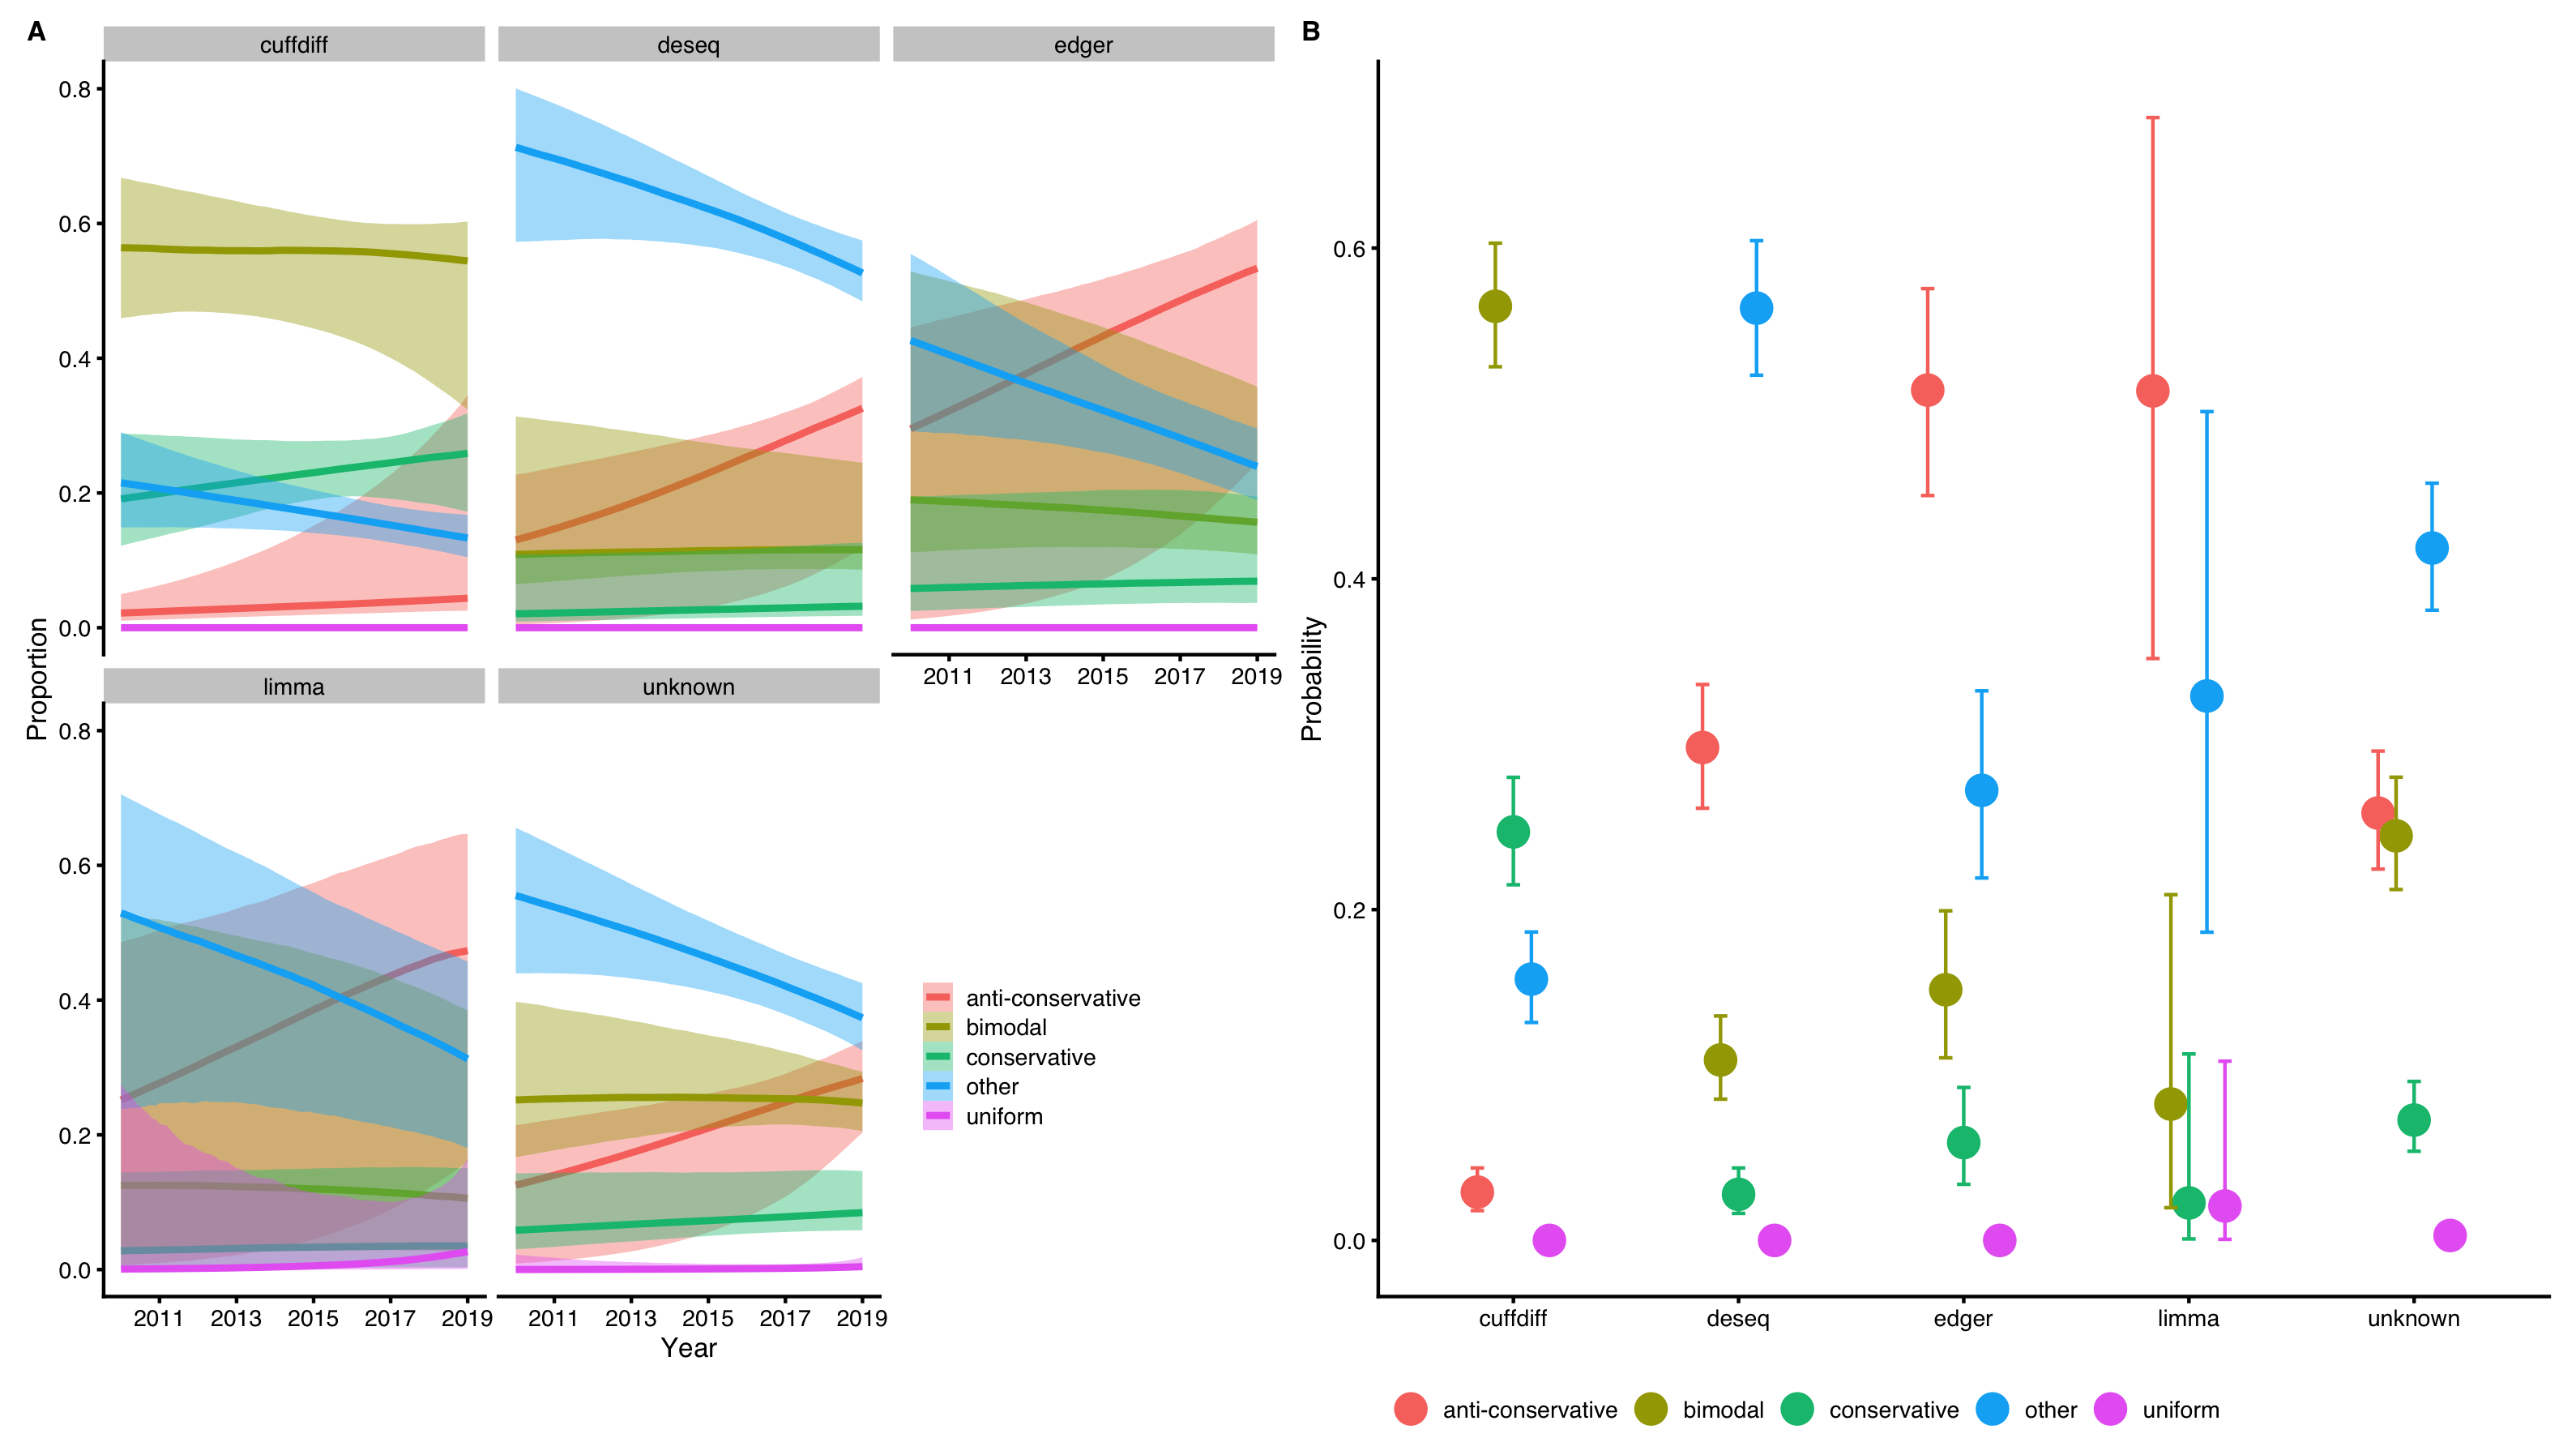 A
cuffdiff
deseq
edger
0.8
0.6
0.4
0.2
0.0
2011 2013 2015 2017 2019
limma
unknown
0.8
0.6
0.4
0.2
0.0
2011 2013 2015 2017 2019
2011 2013 2015 2017 2019
Proportion
Year
anti-conservative
bimodal
conservative
other
uniform
B
0.6
0.4
0.2
0.0
Probability
cuffdiff deseq edger limma unknown
anti-conservative bimodal conservative other uniform